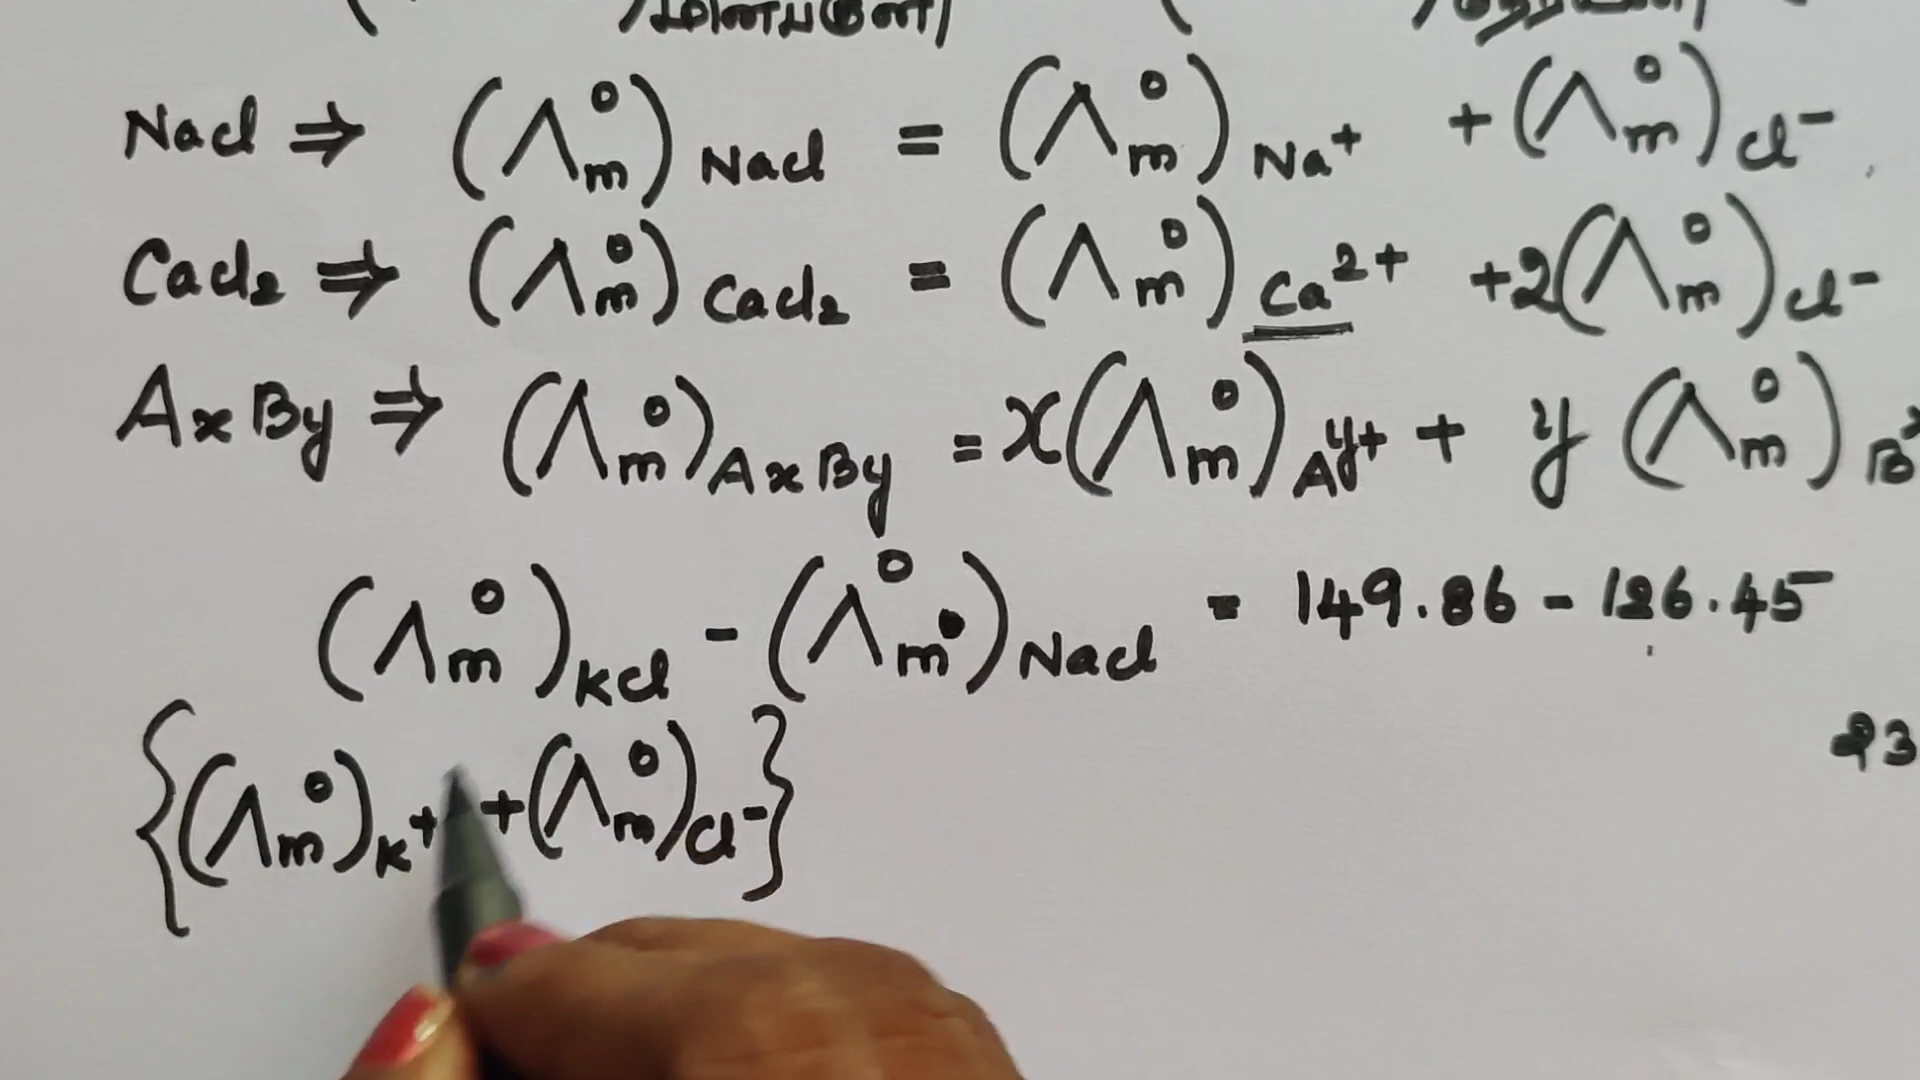 NaCl ⇒ (Λ°m) NaCl = (Λ°m) Na⁺ + (Λ°m) Cl⁻
CaCl₂ ⇒ (Λ°m) CaCl₂ = (Λ°m) Ca²⁺ + 2(Λ°m) Cl⁻
AxBy ⇒ (Λ°m) AxBy = x(Λ°m) Aʸ⁺ + y (Λ°m) B
(Λ°m) KCl - (Λ°m) NaCl = 149.86 - 126.45
23
{(Λ°m) K⁺ + (Λ°m) Cl⁻}